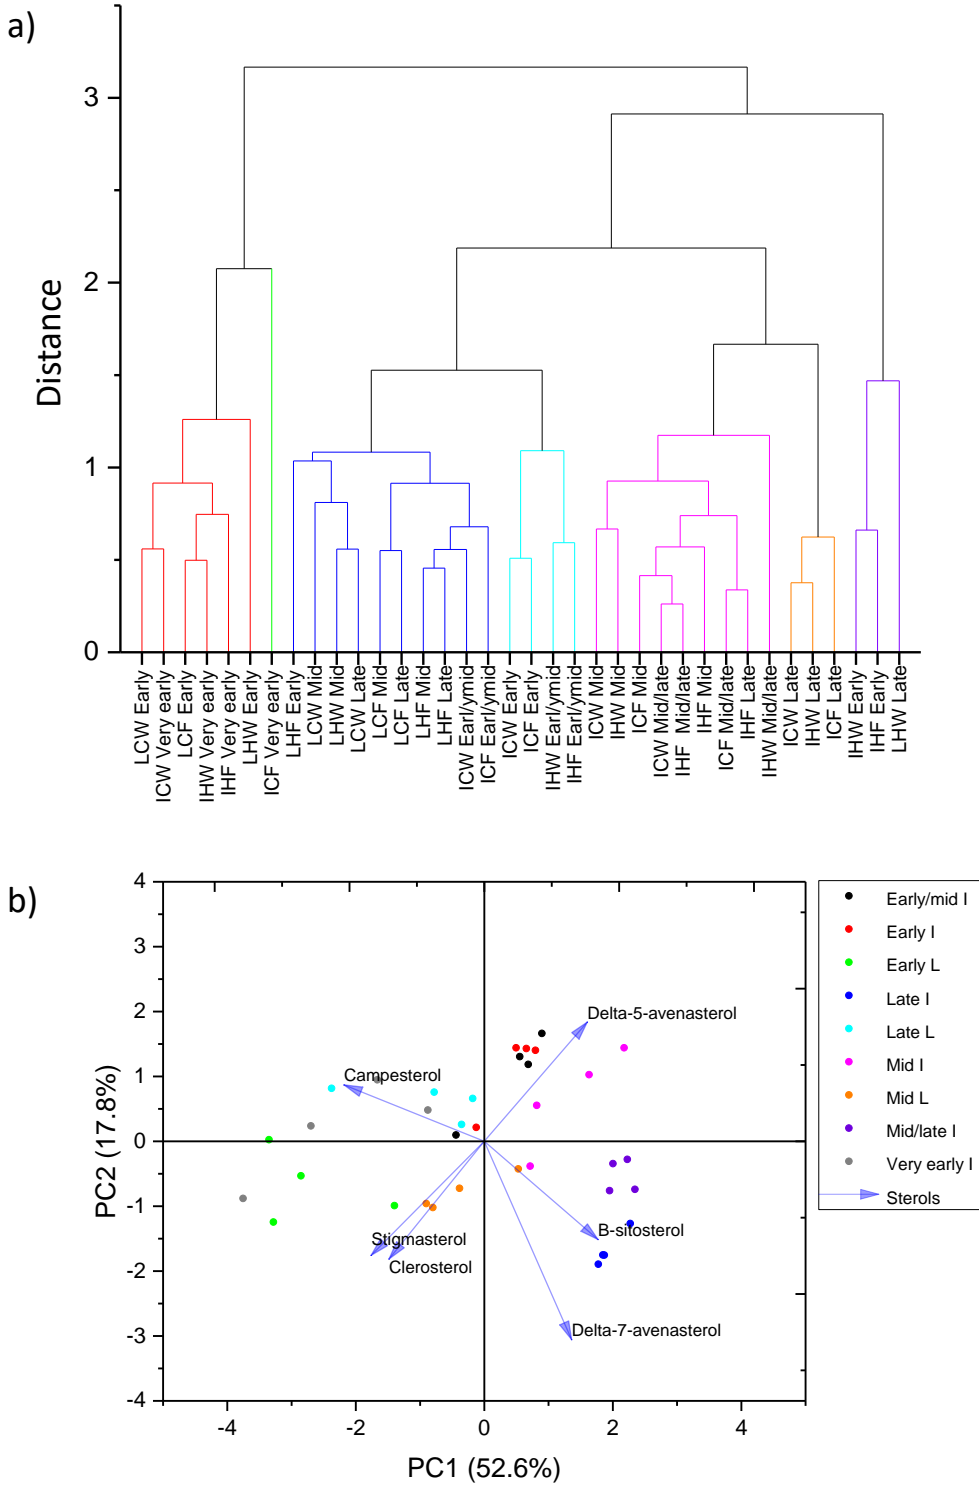 a)
3
2
1
0
Distance
LCW Early
ICW Very early
LCF Early
IHW Very early
IHF Very early
LHW Early
ICF Very early
LHF Early
LCW Mid
LHW Mid
LCW Late
LCF Mid
LCF Late
LHF Mid
LHF Late
ICW Earl/mid
ICF Earl/mid
ICW Early
ICF Early
IHW Earl/ymid
IHF Earl/ymid
ICW Mid
IHW Mid
ICF Mid
ICW Mid/late
IHF Mid/late
IHF Mid
ICF Mid/late
IHF Late
IHW Mid/late
ICW Late
IHW Late
ICF Late
IHW Early
IHF Early
LHW Late
b)
4
3
2
1
0
-1
-2
-3
-4
PC2 (17.8%)
Delta-5-avenasterol
Campesterol
Stigmasterol
Clerosterol
B-sitosterol
Delta-7-avenasterol
-4 -2 0 2 4
PC1 (52.6%)
Early/mid I
Early I
Early L
Late I
Late L
Mid I
Mid L
Mid/late I
Very early I
Sterols